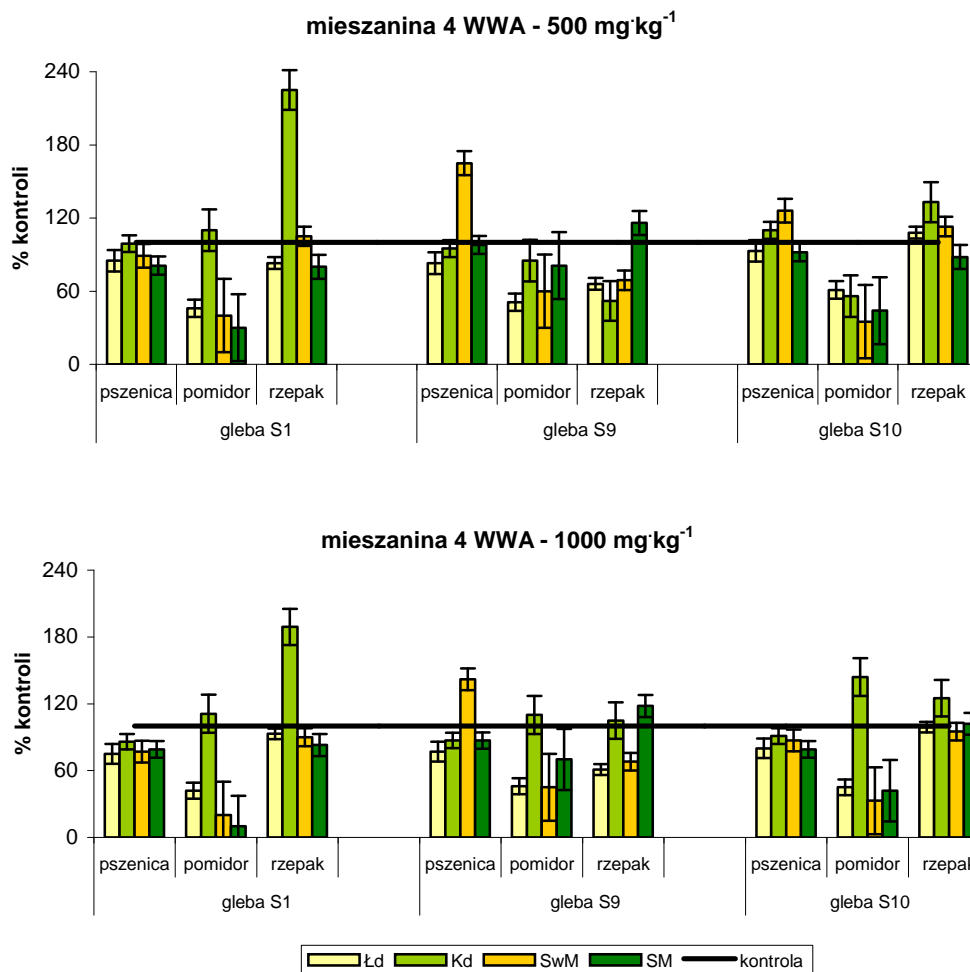 mieszanina 4 WWA - 500 mg·kg⁻¹
% kontroli
240
180
120
60
0
pszenica pomidor rzepak pszenica pomidor rzepak pszenica pomidor rzepak
gleba S1 gleba S9 gleba S10
mieszanina 4 WWA - 1000 mg·kg⁻¹
% kontroli
240
180
120
60
0
pszenica pomidor rzepak pszenica pomidor rzepak pszenica pomidor rzepak
gleba S1 gleba S9 gleba S10
Łd Kd SwM SM kontrola